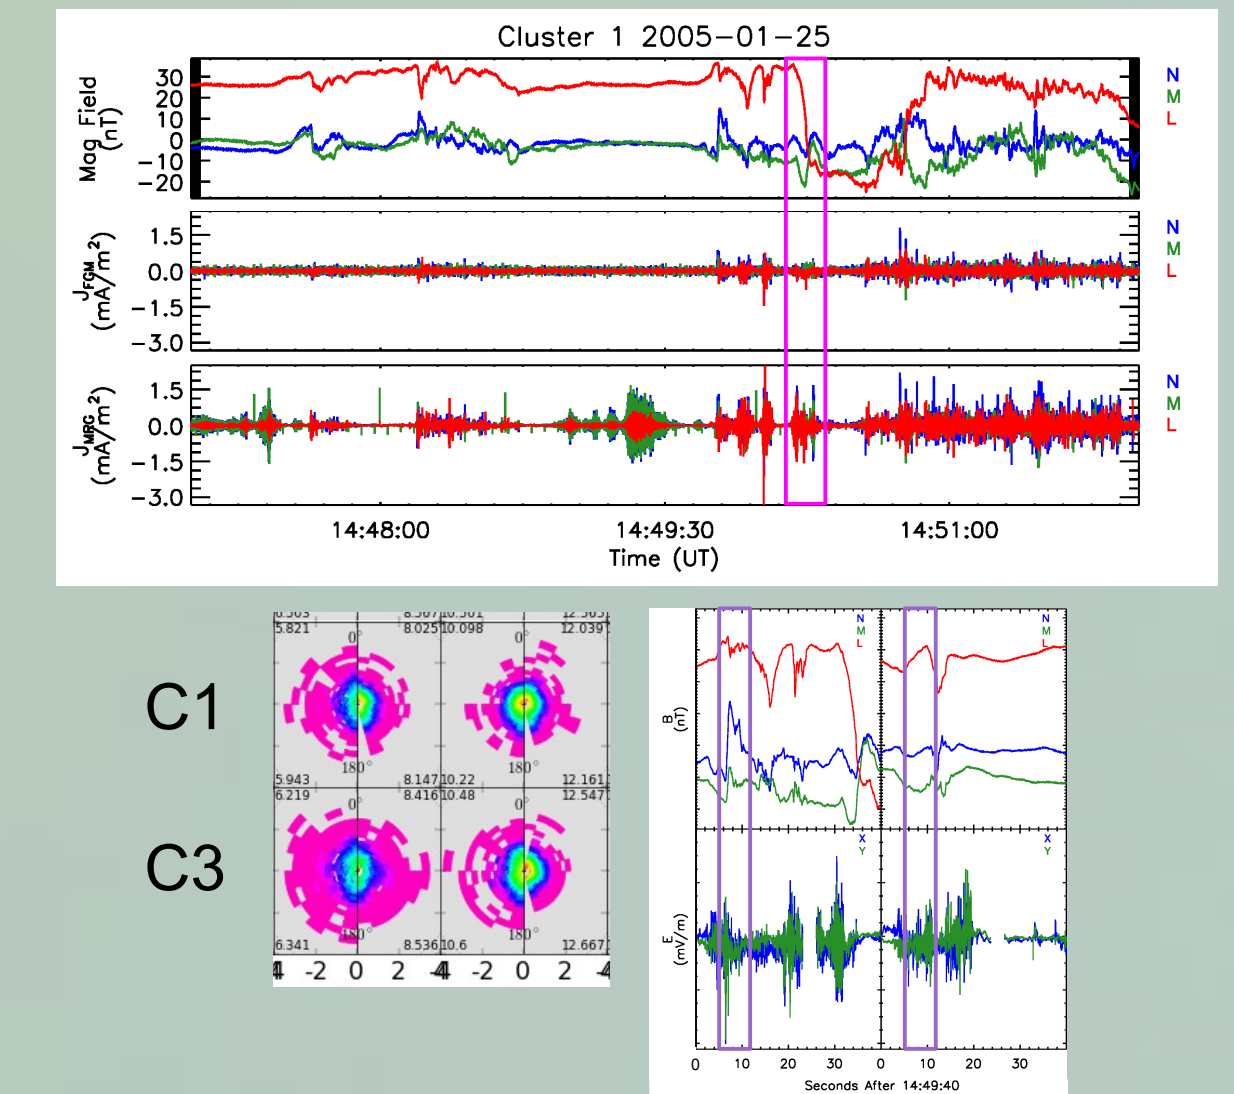 Cluster 1 2005-01-25
Mag Field
(nT)
30
20
10
0
-10
-20
N
M
L
J_FGM
(mA/m²)
1.5
0.0
-1.5
-3.0
N
M
L
J_MRG
(mA/m²)
1.5
0.0
-1.5
-3.0
N
M
L
14:48:00 14:49:30 14:51:00
Time (UT)
C1
5.821 8.025 10.098 12.039
0° 0°
180° 180°
5.943 8.147 10.22 12.161
C3
6.219 8.416 10.48 12.547
0° 0°
180° 180°
6.341 8.536 10.6 12.667
-2 0 2 -4 -2 0 2 -4
B
(nT)
N N
M M
L L
E
(mV/m)
X X
Y Y
0 10 20 30 0 10 20 30
Seconds After 14:49:40